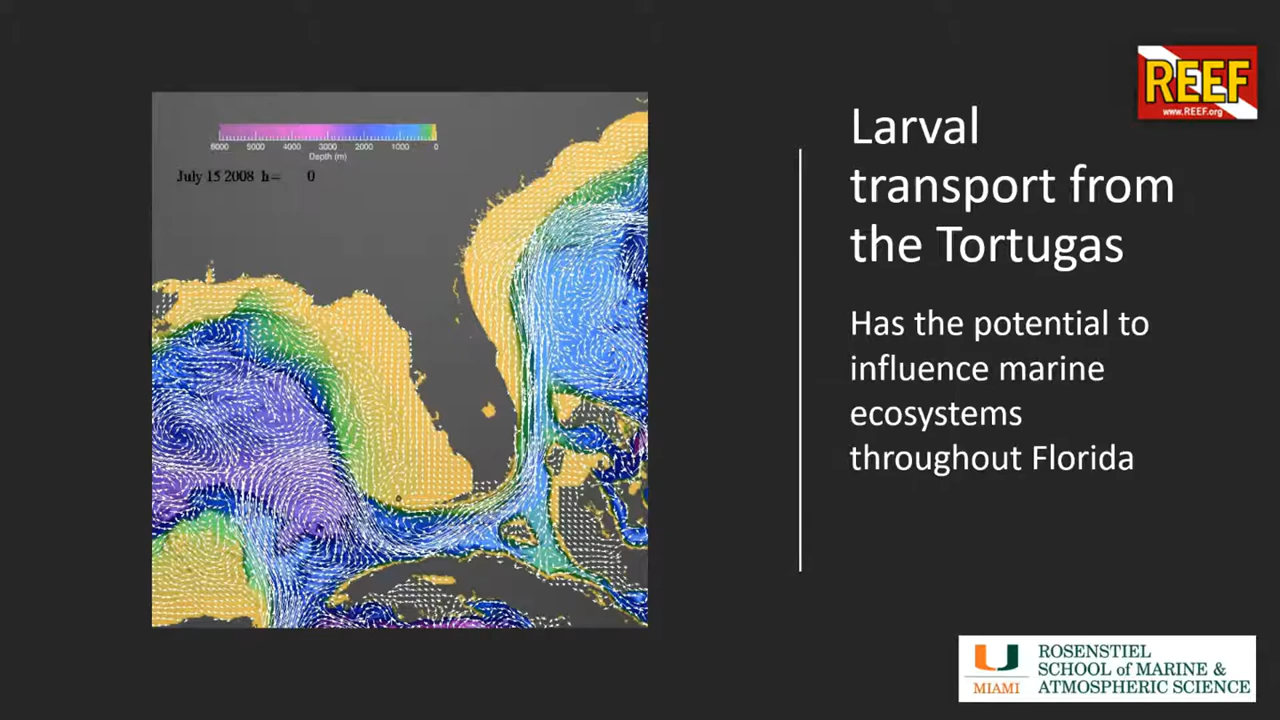 6000 5000 4000 3000 2000 1000 0
Depth (m)
July 15 2008 h= 0
REEF
www.REEF.org
Larval
transport from
the Tortugas
Has the potential to
influence marine
ecosystems
throughout Florida
U
MIAMI
ROSENSTIEL
SCHOOL of MARINE &
ATMOSPHERIC SCIENCE